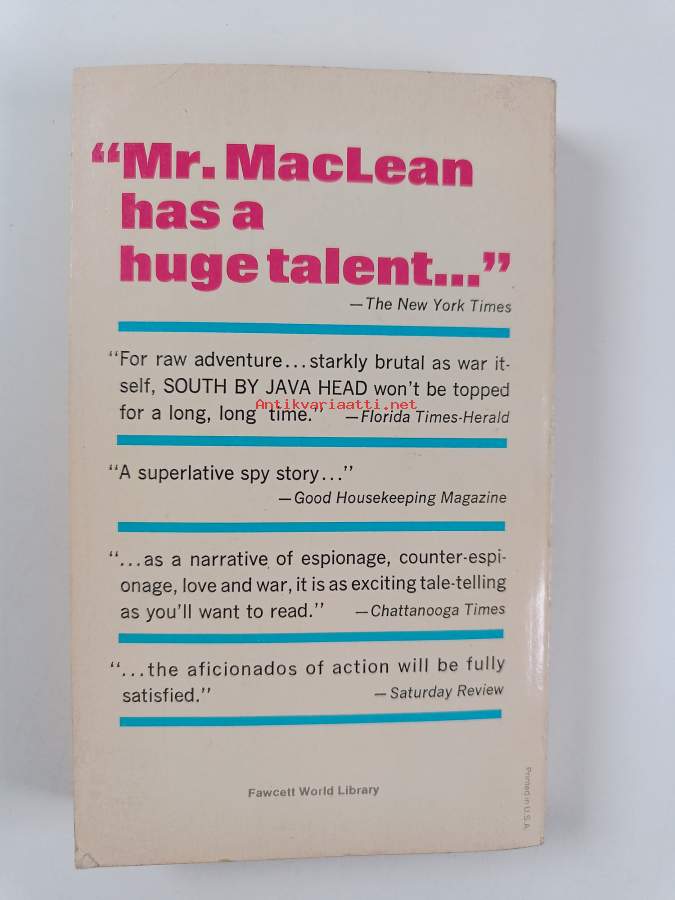 “Mr. MacLean
has a
huge talent...”
—The New York Times
“For raw adventure...starkly brutal as war it-
self, SOUTH BY JAVA HEAD won’t be topped
for a long, long time.” —Florida Times-Herald
Antikvariaatti.net
“A superlative spy story...”
—Good Housekeeping Magazine
“...as a narrative of espionage, counter-espi-
onage, love and war, it is as exciting tale-telling
as you’ll want to read.” —Chattanooga Times
“...the aficionados of action will be fully
satisfied.” —Saturday Review
Fawcett World Library
Printed in U.S.A.